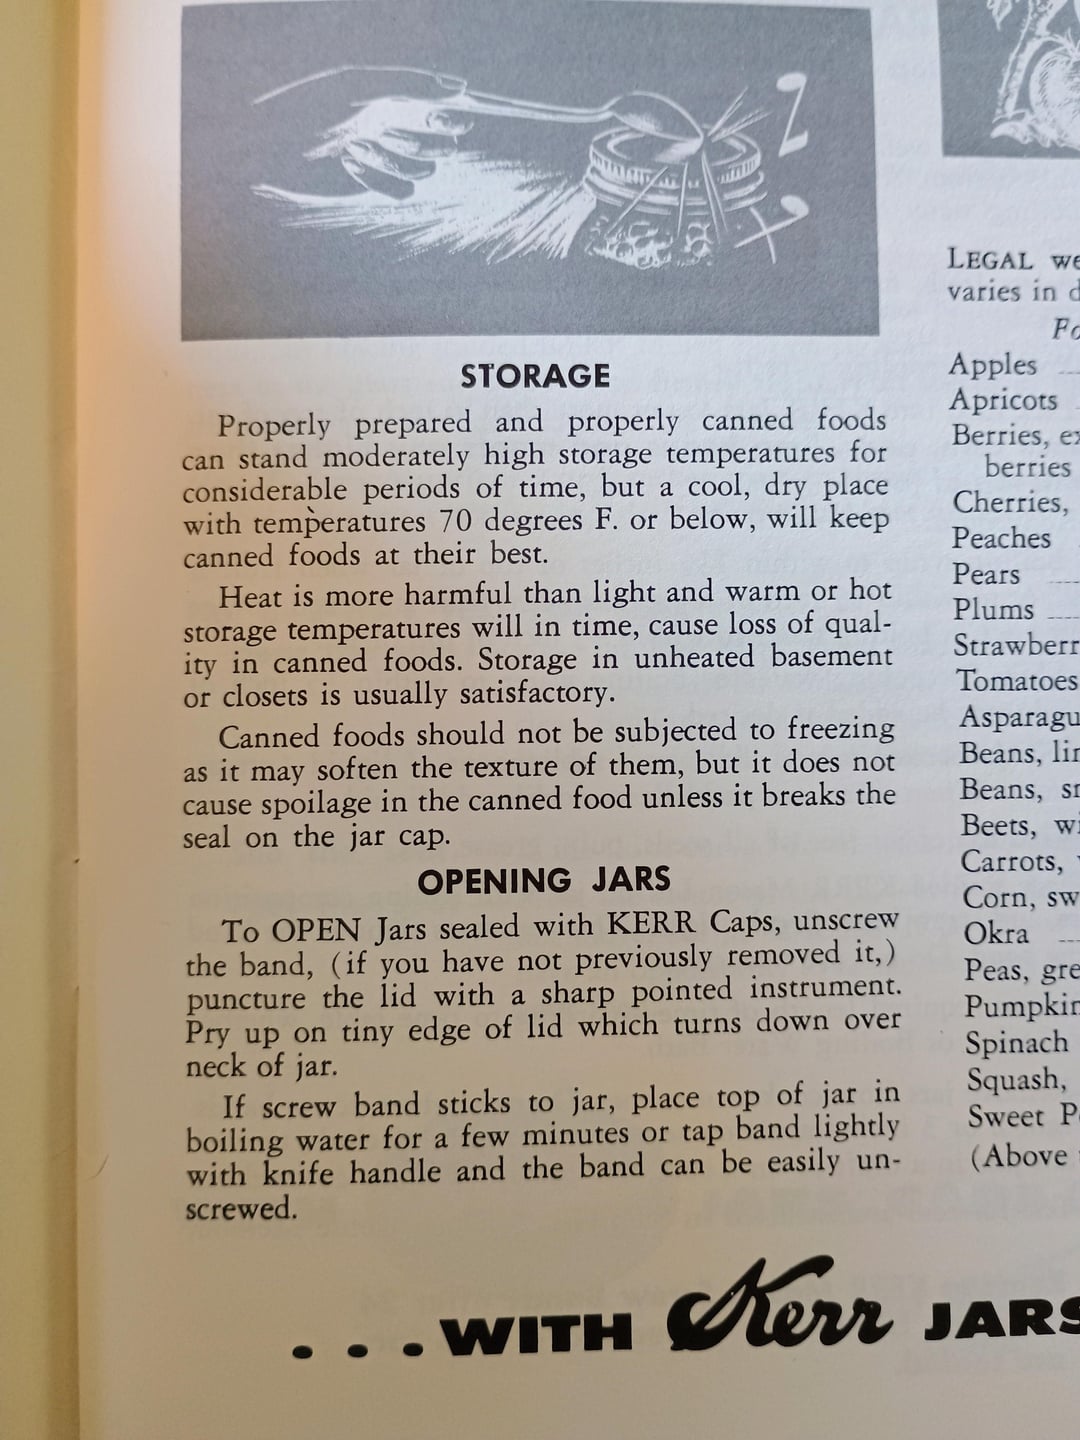 STORAGE
Properly prepared and properly canned foods
can stand moderately high storage temperatures for
considerable periods of time, but a cool, dry place
with temperatures 70 degrees F. or below, will keep
canned foods at their best.
Heat is more harmful than light and warm or hot
storage temperatures will in time, cause loss of qual-
ity in canned foods. Storage in unheated basement
or closets is usually satisfactory.
Canned foods should not be subjected to freezing
as it may soften the texture of them, but it does not
cause spoilage in the canned food unless it breaks the
seal on the jar cap.
OPENING JARS
To OPEN Jars sealed with KERR Caps, unscrew
the band, (if you have not previously removed it,)
puncture the lid with a sharp pointed instrument.
Pry up on tiny edge of lid which turns down over
neck of jar.
If screw band sticks to jar, place top of jar in
boiling water for a few minutes or tap band lightly
with knife handle and the band can be easily un-
screwed.
LEGAL
varies in
Apples
Apricots
Berries,
berries
Cherries,
Peaches
Pears
Plums
Tomatoes
Beans,
Beans,
Beets,
Carrots,
Corn,
Okra
Peas,
Spinach
Squash,
Sweet
(Above
. . . WITH Kerr JARS